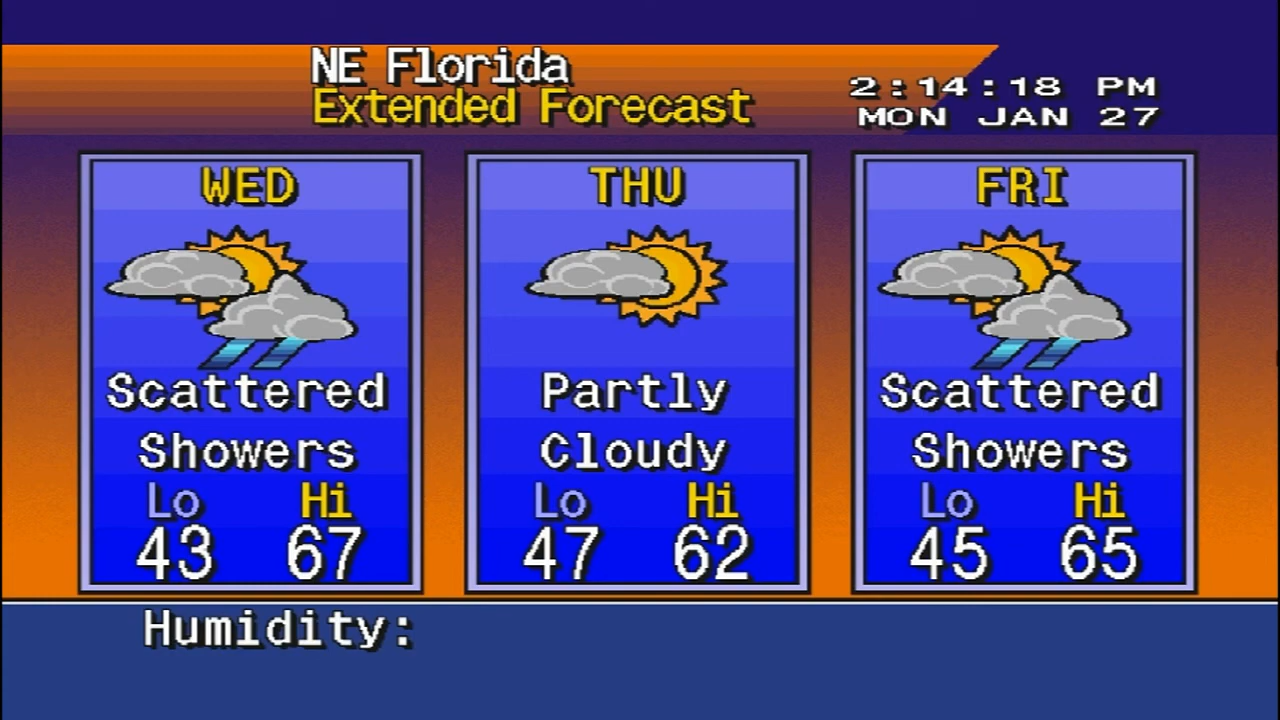 NE Florida
Extended Forecast
2:14:18 PM
MON JAN 27
WED
Scattered
Showers
Lo Hi
43 67
THU
Partly
Cloudy
Lo Hi
47 62
FRI
Scattered
Showers
Lo Hi
45 65
Humidity: